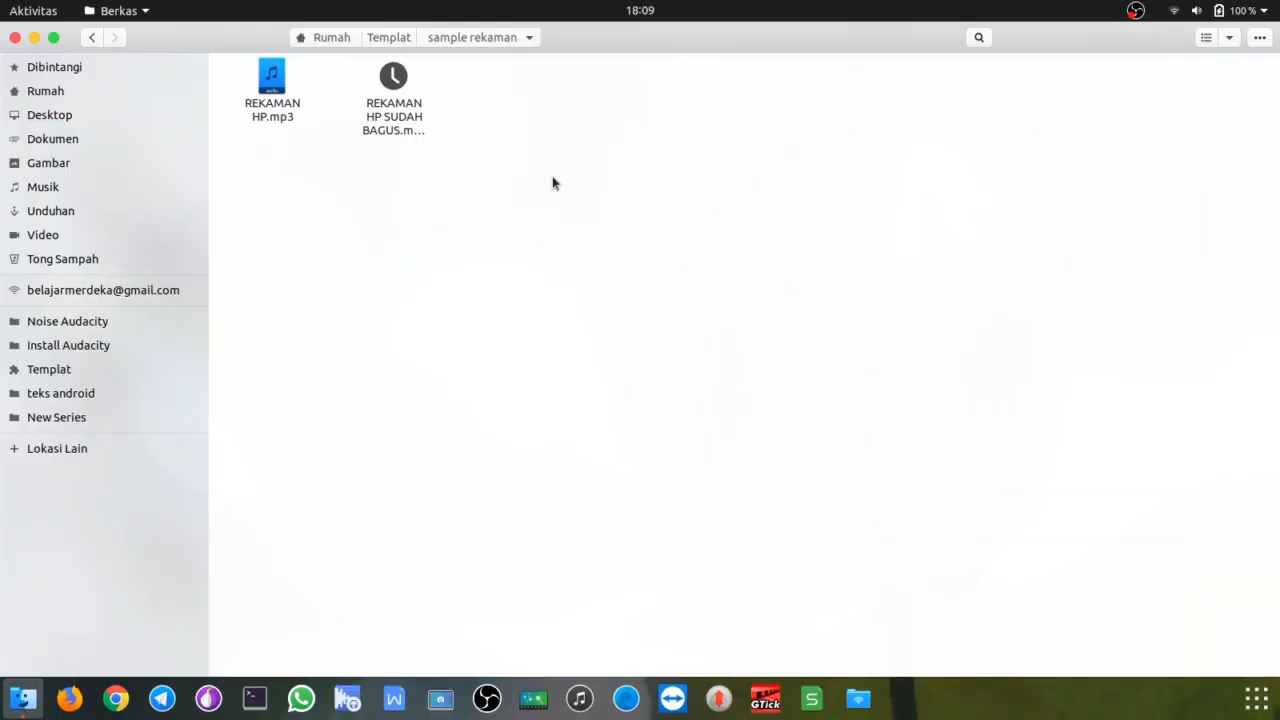 Aktivitas
Berkas
18:09
100 %
Rumah
Templat
sample rekaman
Dibintangi
Rumah
Desktop
Dokumen
Gambar
Musik
Unduhan
Video
Tong Sampah
belajarmerdeka@gmail.com
Noise Audacity
Install Audacity
Templat
teks android
New Series
Lokasi Lain
REKAMAN
HP.mp3
REKAMAN
HP SUDAH
BAGUS.m...
GTick